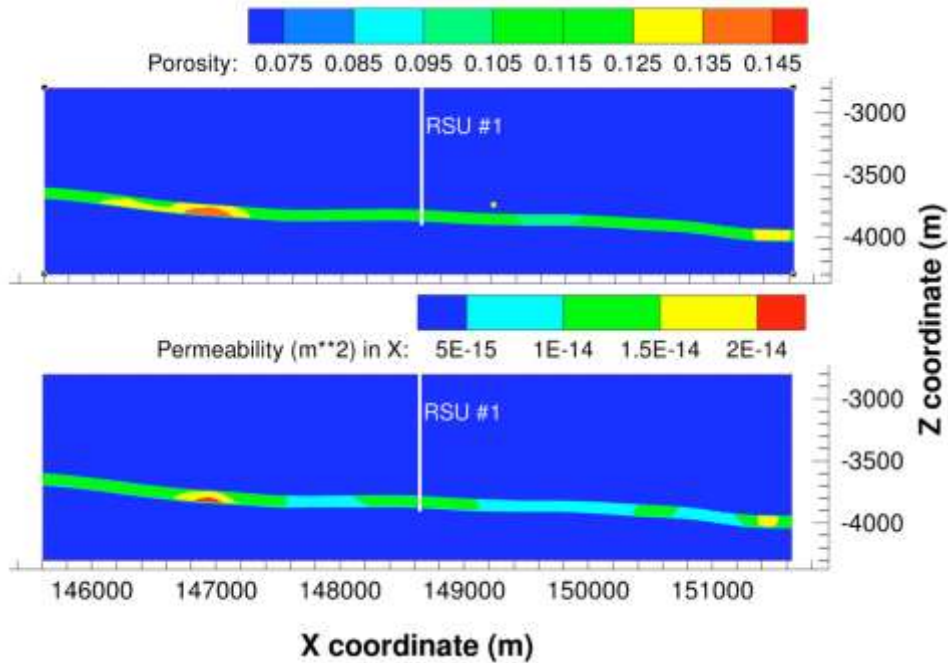 Porosity: 0.075 0.085 0.095 0.105 0.115 0.125 0.135 0.145
RSU #1
-3000
-3500
-4000
Permeability (m**2) in X: 5E-15 1E-14 1.5E-14 2E-14
RSU #1
-3000
-3500
-4000
Z coordinate (m)
146000 147000 148000 149000 150000 151000
X coordinate (m)